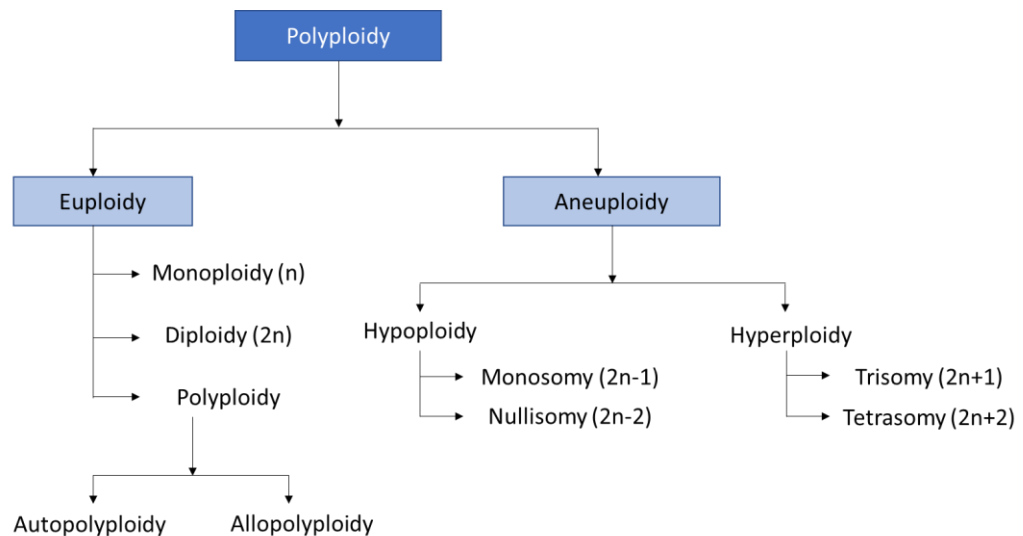 Polyploidy
Euploidy
Aneuploidy
Monoploidy (n)
Diploidy (2n)
Polyploidy
Autopolyploidy
Allopolyploidy
Hypoploidy
Monosomy (2n-1)
Nullisomy (2n-2)
Hyperploidy
Trisomy (2n+1)
Tetrasomy (2n+2)